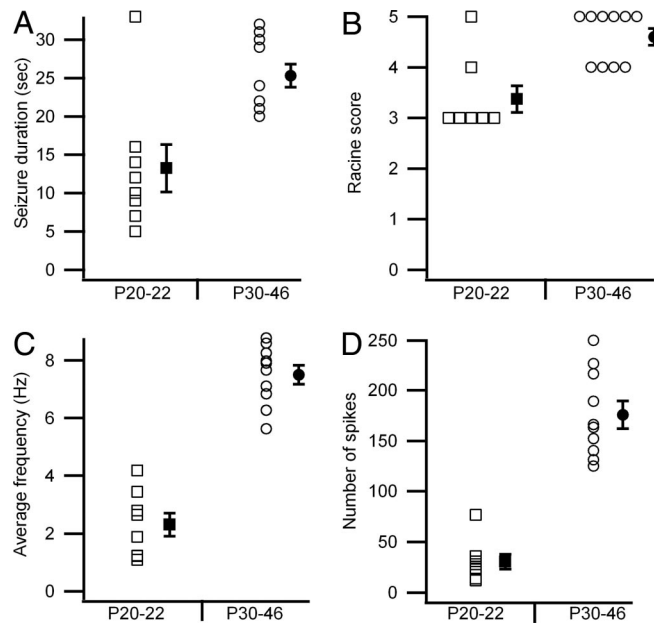 A
Seizure duration (sec)
30
25
20
15
10
5
0
P20-22
P30-46
B
Racine score
5
4
3
2
1
0
P20-22
P30-46
C
Average frequency (Hz)
8
6
4
2
0
P20-22
P30-46
D
Number of spikes
250
200
150
100
50
0
P20-22
P30-46